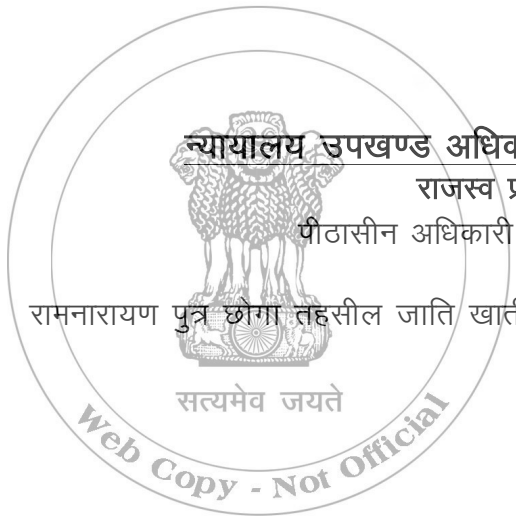 न्यायालय उपखण्ड अधिक
राजस्व प्र
पीठासीन अधिकारी
रामनारायण पुत्र छोगा तहसील जाति खाती
सत्यमेव जयते
Web Copy - Not Official